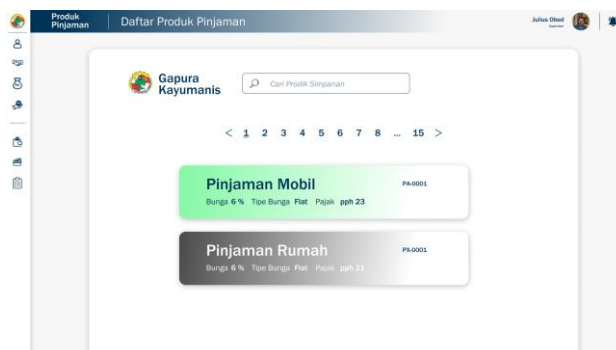 Produk
Pinjaman
Daftar Produk Pinjaman
Julius Obed
Gapura
Kayumanis
Cari Prodik Simpanan
< 1 2 3 4 5 6 7 8 ... 15 >
Pinjaman Mobil
PA-0001
Bunga 6 % Tipe Bunga Flat Pajak pph 23
Pinjaman Rumah
PX-0001
Bunga 6 % Tipe Bunga Flat Pajak pph 21